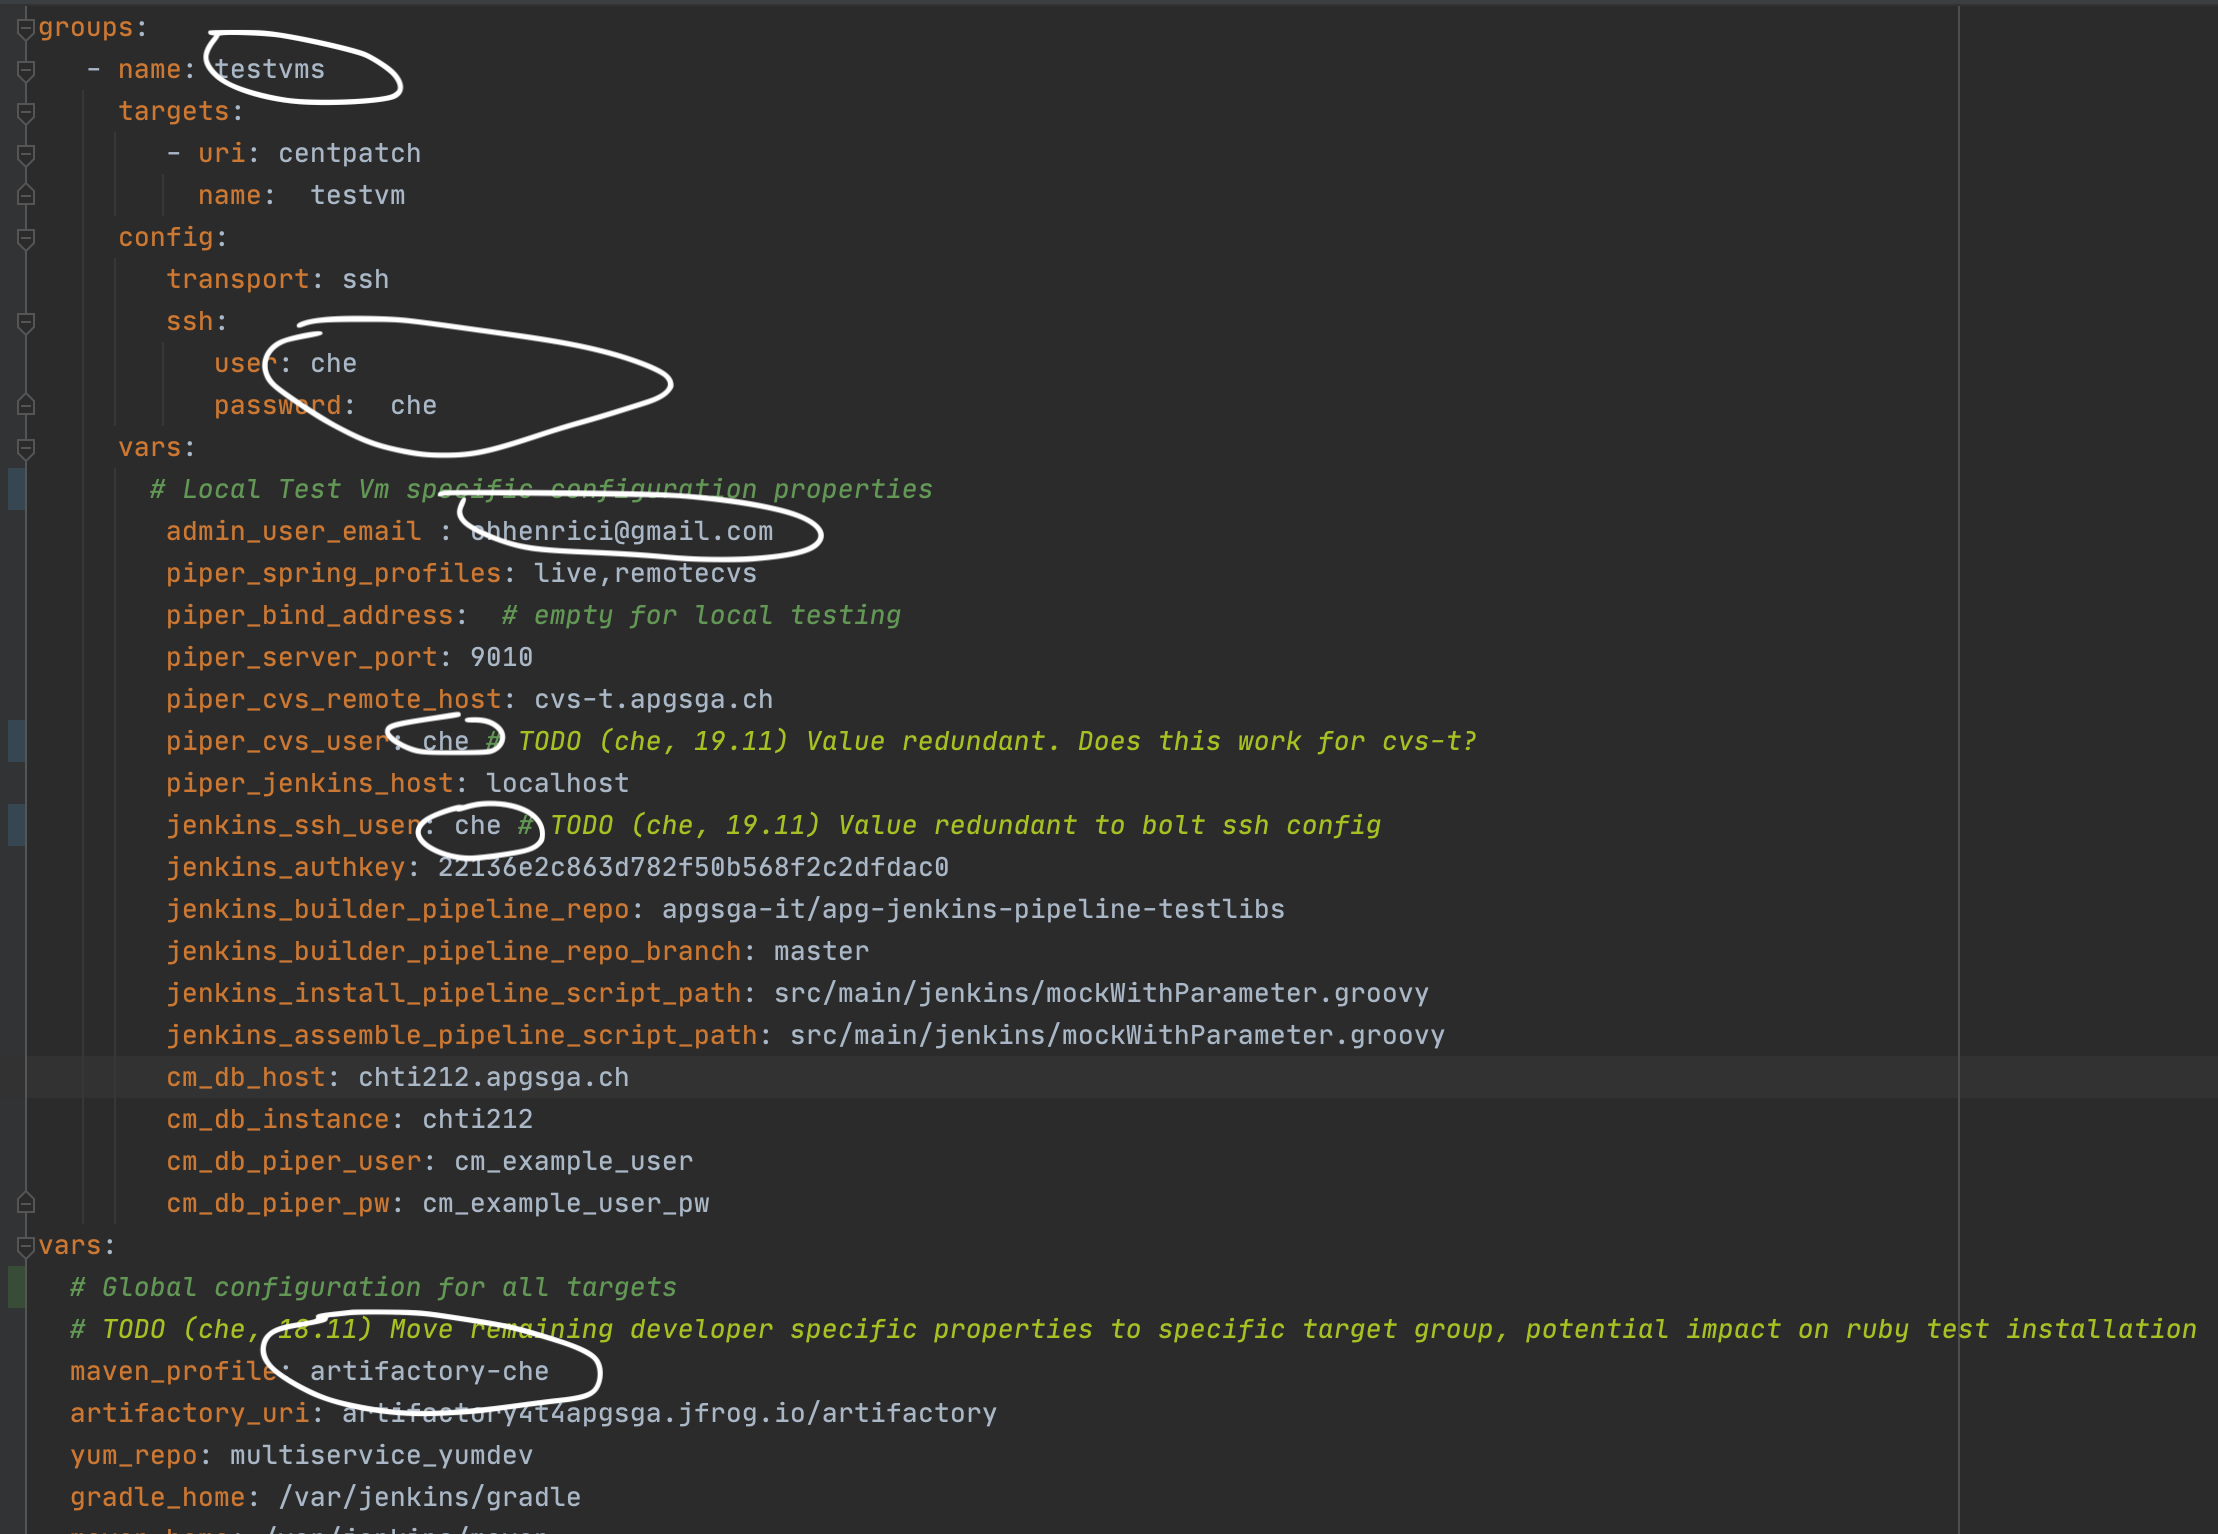 groups:
- name: testvms
targets:
- uri: centpatch
name:  testvm
config:
transport: ssh
ssh:
user: che
password:  che
vars:
# Local Test Vm specific configuration properties
admin_user_email : chhenrici@gmail.com
piper_spring_profiles: live,remotecvs
piper_bind_address:  # empty for local testing
piper_server_port: 9010
piper_cvs_remote_host: cvs-t.apgsga.ch
piper_cvs_user: che # TODO (che, 19.11) Value redundant. Does this work for cvs-t?
piper_jenkins_host: localhost
jenkins_ssh_user: che # TODO (che, 19.11) Value redundant to bolt ssh config
jenkins_authkey: 22136e2c863d782f50b568f2c2dfdac0
jenkins_builder_pipeline_repo: apgsga-it/apg-jenkins-pipeline-testlibs
jenkins_builder_pipeline_repo_branch: master
jenkins_install_pipeline_script_path: src/main/jenkins/mockWithParameter.groovy
jenkins_assemble_pipeline_script_path: src/main/jenkins/mockWithParameter.groovy
cm_db_host: chti212.apgsga.ch
cm_db_instance: chti212
cm_db_piper_user: cm_example_user
cm_db_piper_pw: cm_example_user_pw
vars:
# Global configuration for all targets
# TODO (che, 18.11) Move remaining developer specific properties to specific target group, potential impact on ruby test installation
maven_profile: artifactory-che
artifactory_uri: artifactory4t4apgsga.jfrog.io/artifactory
yum_repo: multiservice_yumdev
gradle_home: /var/jenkins/gradle